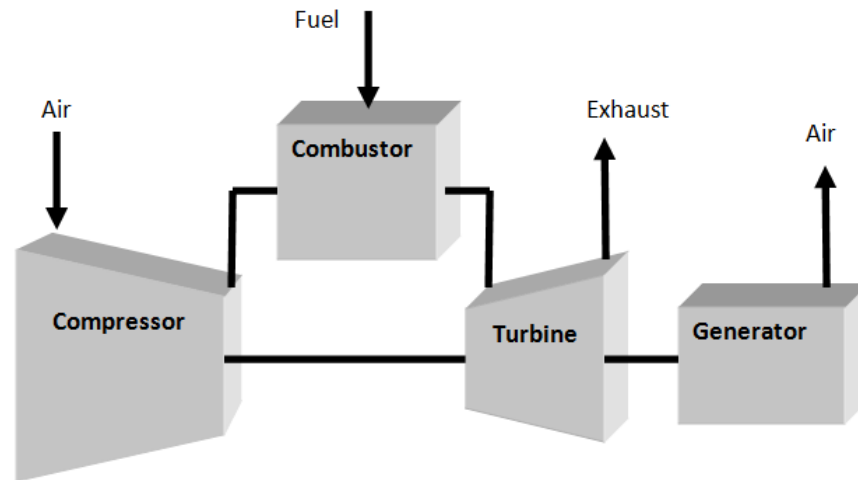 Fuel
Air
Exhaust
Air
Combustor
Compressor
Turbine
Generator